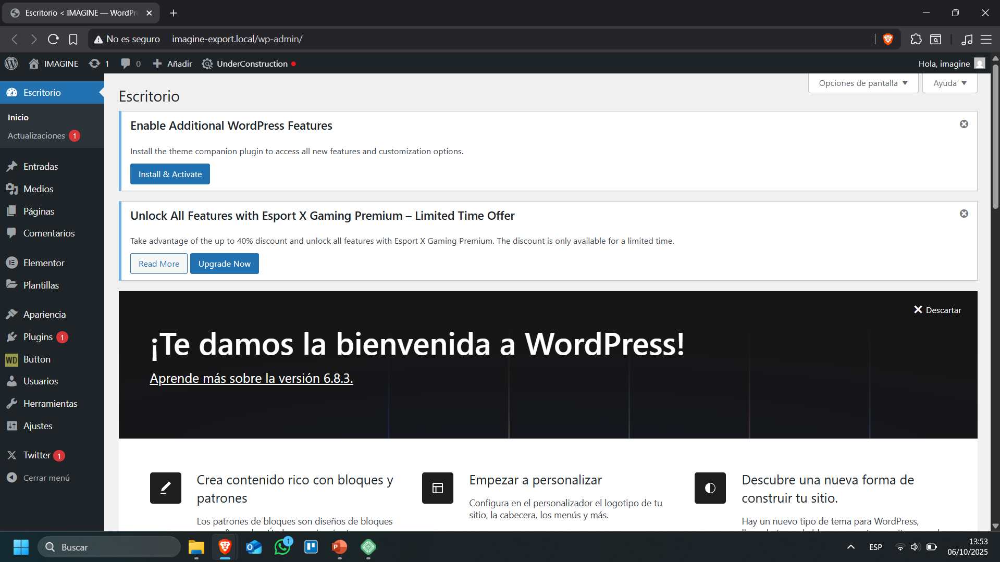 Escritorio < IMAGINE — WordPr
No es seguro
imagine-export.local/wp-admin/
IMAGINE
1
0
Añadir
UnderConstruction
Hola, imagine
Escritorio
Inicio
Actualizaciones 1
Entradas
Medios
Páginas
Comentarios
Elementor
Plantillas
Apariencia
Plugins 1
WD Button
Usuarios
Herramientas
Ajustes
Twitter 1
Cerrar menú
Opciones de pantalla
Ayuda
Escritorio
Enable Additional WordPress Features
Install the theme companion plugin to access all new features and customization options.
Install & Activate
Unlock All Features with Esport X Gaming Premium – Limited Time Offer
Take advantage of the up to 40% discount and unlock all features with Esport X Gaming Premium. The discount is only available for a limited time.
Read More
Upgrade Now
Descartar
¡Te damos la bienvenida a WordPress!
Aprende más sobre la versión 6.8.3.
Crea contenido rico con bloques y
patrones
Los patrones de bloques son diseños de bloques
Empezar a personalizar
Configura en el personalizador el logotipo de tu
sitio, la cabecera, los menús y más.
Descubre una nueva forma de
construir tu sitio.
Hay un nuevo tipo de tema para WordPress,
Buscar
1
ESP
13:53
06/10/2025